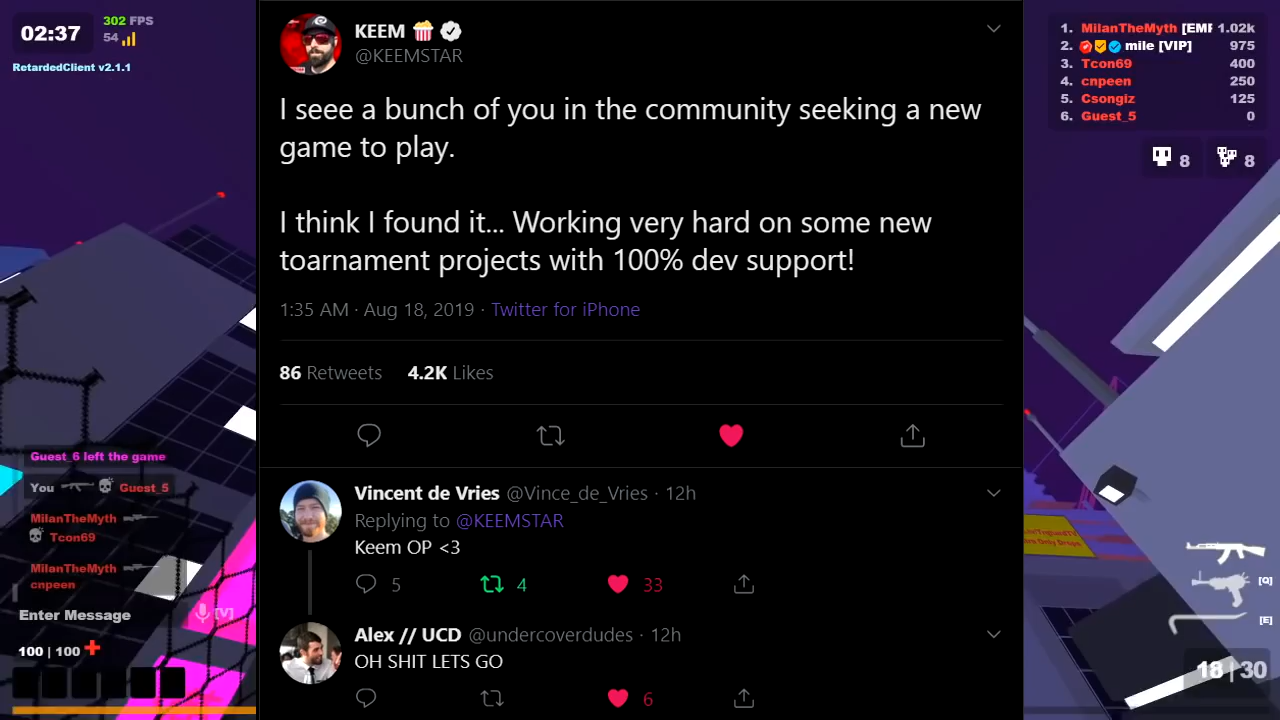 02:37
302 FPS
54
RetardedClient v2.1.1
KEEM
@KEEMSTAR
I seee a bunch of you in the community seeking a new
game to play.
I think I found it... Working very hard on some new
toarnament projects with 100% dev support!
1:35 AM · Aug 18, 2019 · Twitter for iPhone
86 Retweets 4.2K Likes
Vincent de Vries @Vince_de_Vries · 12h
Replying to @KEEMSTAR
Keem OP <3
5 4 33
Alex // UCD @undercoverdudes · 12h
OH SHIT LETS GO
6
1. MilanTheMyth [EMF 1.02k
2. mile [VIP] 975
3. Tcon69 400
4. cnpeen 250
5. Csongiz 125
6. Guest_5 0
8 8
Guest_6 left the game
You Guest_5
MilanTheMyth
Tcon69
MilanTheMyth
cnpeen
Enter Message [V]
100 | 100
[Q]
[E]
18 | 30